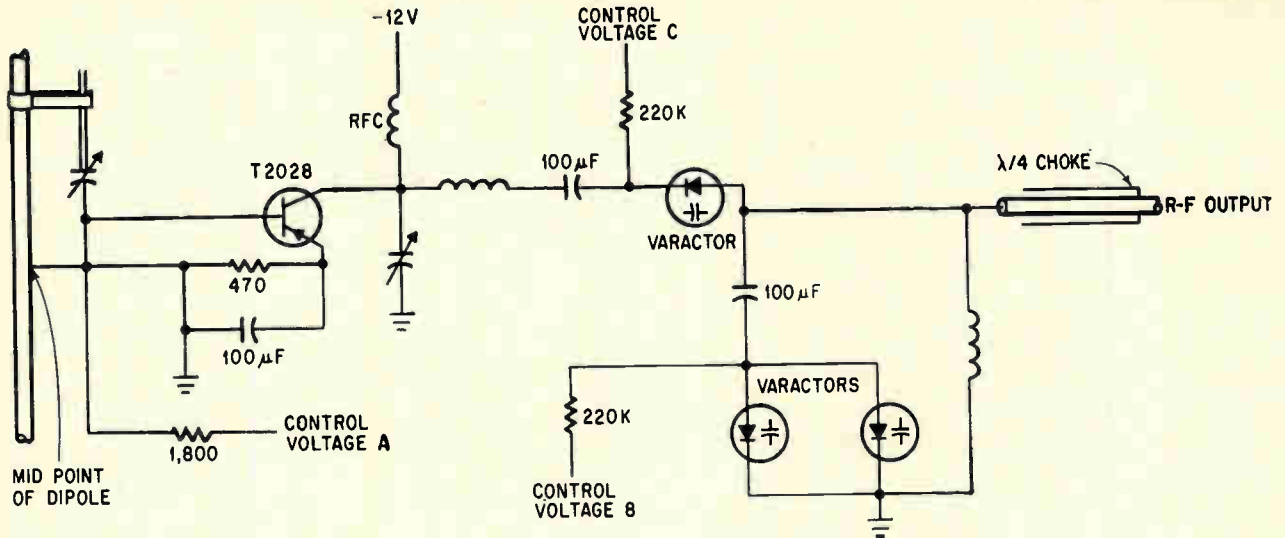 -12V
CONTROL
VOLTAGE C
RFC
220K
T2028
100µF
λ/4 CHOKE
R-F OUTPUT
VARACTOR
470
100µF
100µF
VARACTORS
220K
CONTROL
VOLTAGE A
1,800
MID POINT
OF DIPOLE
CONTROL
VOLTAGE B